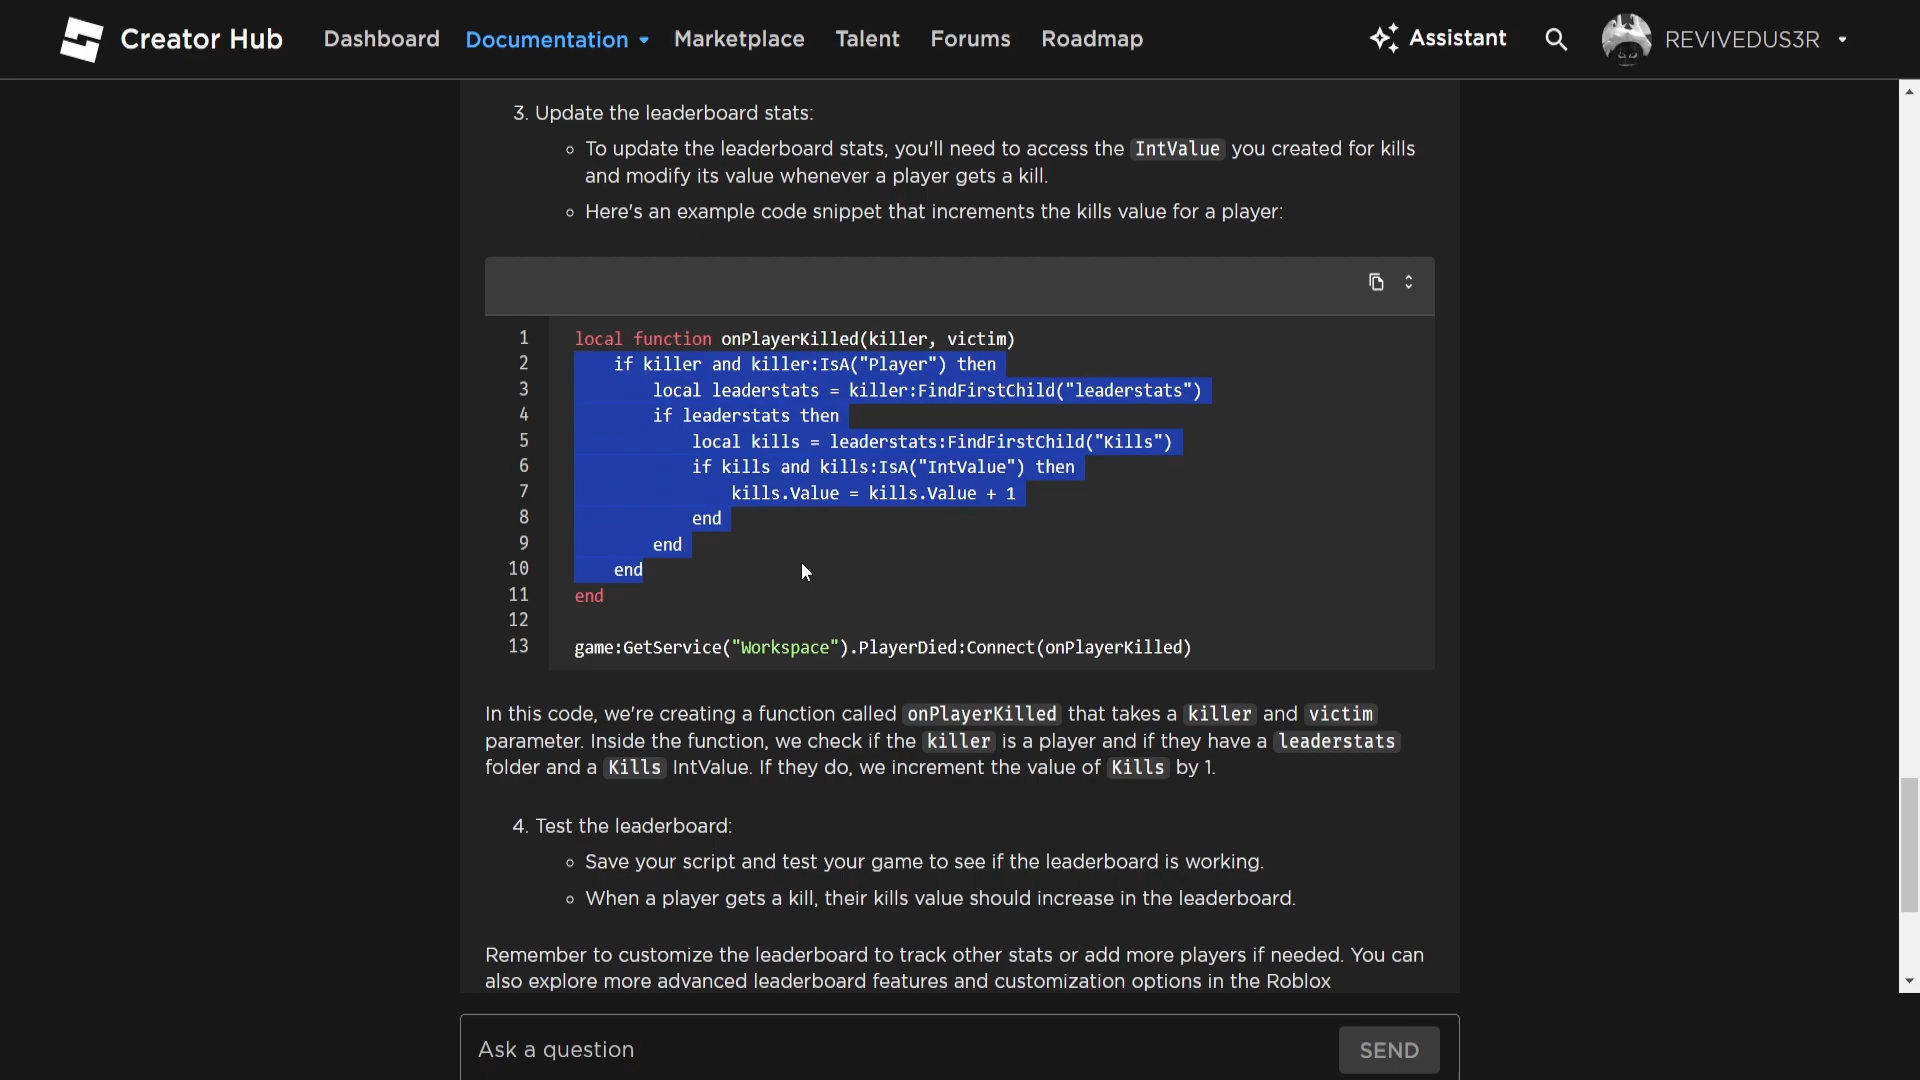 Creator Hub Dashboard Documentation Marketplace Talent Forums Roadmap Assistant REVIVEDUS3R
3. Update the leaderboard stats:
To update the leaderboard stats, you'll need to access the IntValue you created for kills
and modify its value whenever a player gets a kill.
Here's an example code snippet that increments the kills value for a player:
1 local function onPlayerKilled(killer, victim)
2 if killer and killer:IsA("Player") then
3 local leaderstats = killer:FindFirstChild("leaderstats")
4 if leaderstats then
5 local kills = leaderstats:FindFirstChild("Kills")
6 if kills and kills:IsA("IntValue") then
7 kills.Value = kills.Value + 1
8 end
9 end
10 end
11 end
12
13 game:GetService("Workspace").PlayerDied:Connect(onPlayerKilled)
In this code, we're creating a function called onPlayerKilled that takes a killer and victim
parameter. Inside the function, we check if the killer is a player and if they have a leaderstats
folder and a Kills IntValue. If they do, we increment the value of Kills by 1.
4. Test the leaderboard:
Save your script and test your game to see if the leaderboard is working.
When a player gets a kill, their kills value should increase in the leaderboard.
Remember to customize the leaderboard to track other stats or add more players if needed. You can
also explore more advanced leaderboard features and customization options in the Roblox
Ask a question SEND